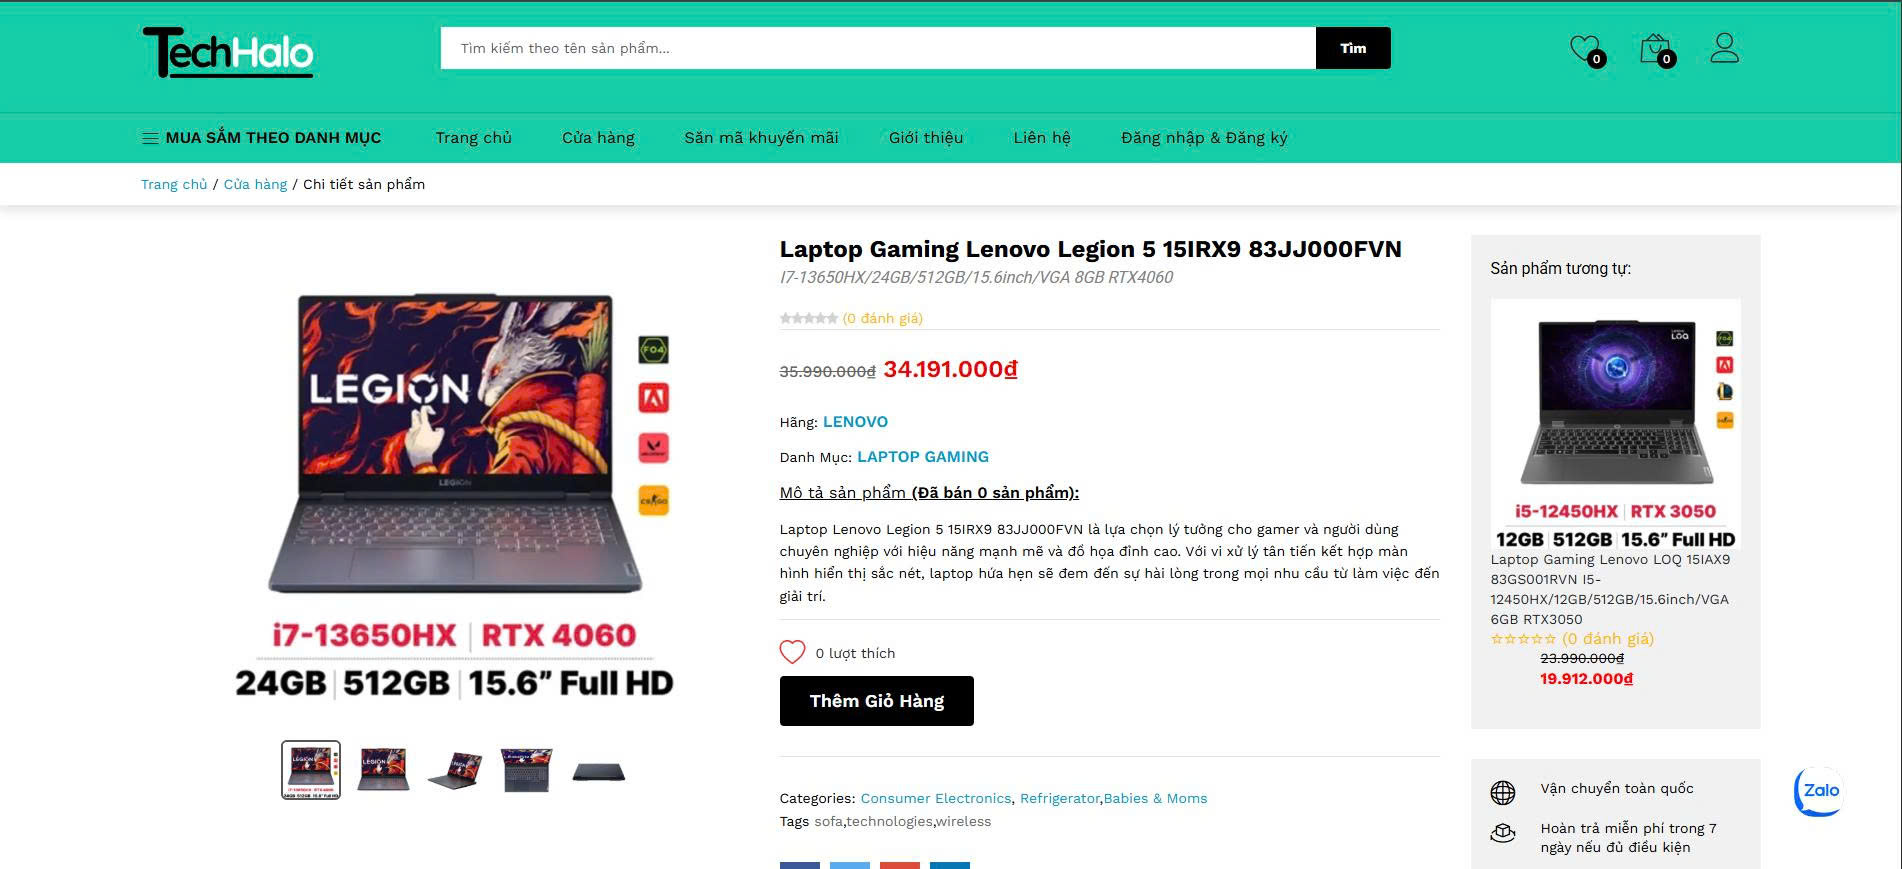 TechHalo
Tìm kiếm theo tên sản phẩm...
Tìm
0
0
MUA SẮM THEO DANH MỤC
Trang chủ
Cửa hàng
Săn mã khuyến mãi
Giới thiệu
Liên hệ
Đăng nhập & Đăng ký
Trang chủ / Cửa hàng / Chi tiết sản phẩm
LEGION
LEGION
F04
CS:GO
i7-13650HX | RTX 4060
24GB | 512GB | 15.6” Full HD
Laptop Gaming Lenovo Legion 5 15IRX9 83JJ000FVN
I7-13650HX/24GB/512GB/15.6inch/VGA 8GB RTX4060
(0 đánh giá)
35.990.000₫ 34.191.000₫
Hãng: LENOVO
Danh Mục: LAPTOP GAMING
Mô tả sản phẩm (Đã bán 0 sản phẩm):
Laptop Lenovo Legion 5 15IRX9 83JJ000FVN là lựa chọn lý tưởng cho gamer và người dùng
chuyên nghiệp với hiệu năng mạnh mẽ và đồ họa đỉnh cao. Với vi xử lý tân tiến kết hợp màn
hình hiển thị sắc nét, laptop hứa hẹn sẽ đem đến sự hài lòng trong mọi nhu cầu từ làm việc đến
giải trí.
0 lượt thích
Thêm Giỏ Hàng
Categories: Consumer Electronics, Refrigerator,Babies & Moms
Tags sofa,technologies,wireless
Sản phẩm tương tự:
LOQ
i5-12450HX | RTX 3050
12GB | 512GB | 15.6” Full HD
Laptop Gaming Lenovo LOQ 15IAX9
83GS001RVN I5-
12450HX/12GB/512GB/15.6inch/VGA
6GB RTX3050
(0 đánh giá)
23.990.000₫
19.912.000₫
Vận chuyển toàn quốc
Hoàn trả miễn phí trong 7
ngày nếu đủ điều kiện
Zalo